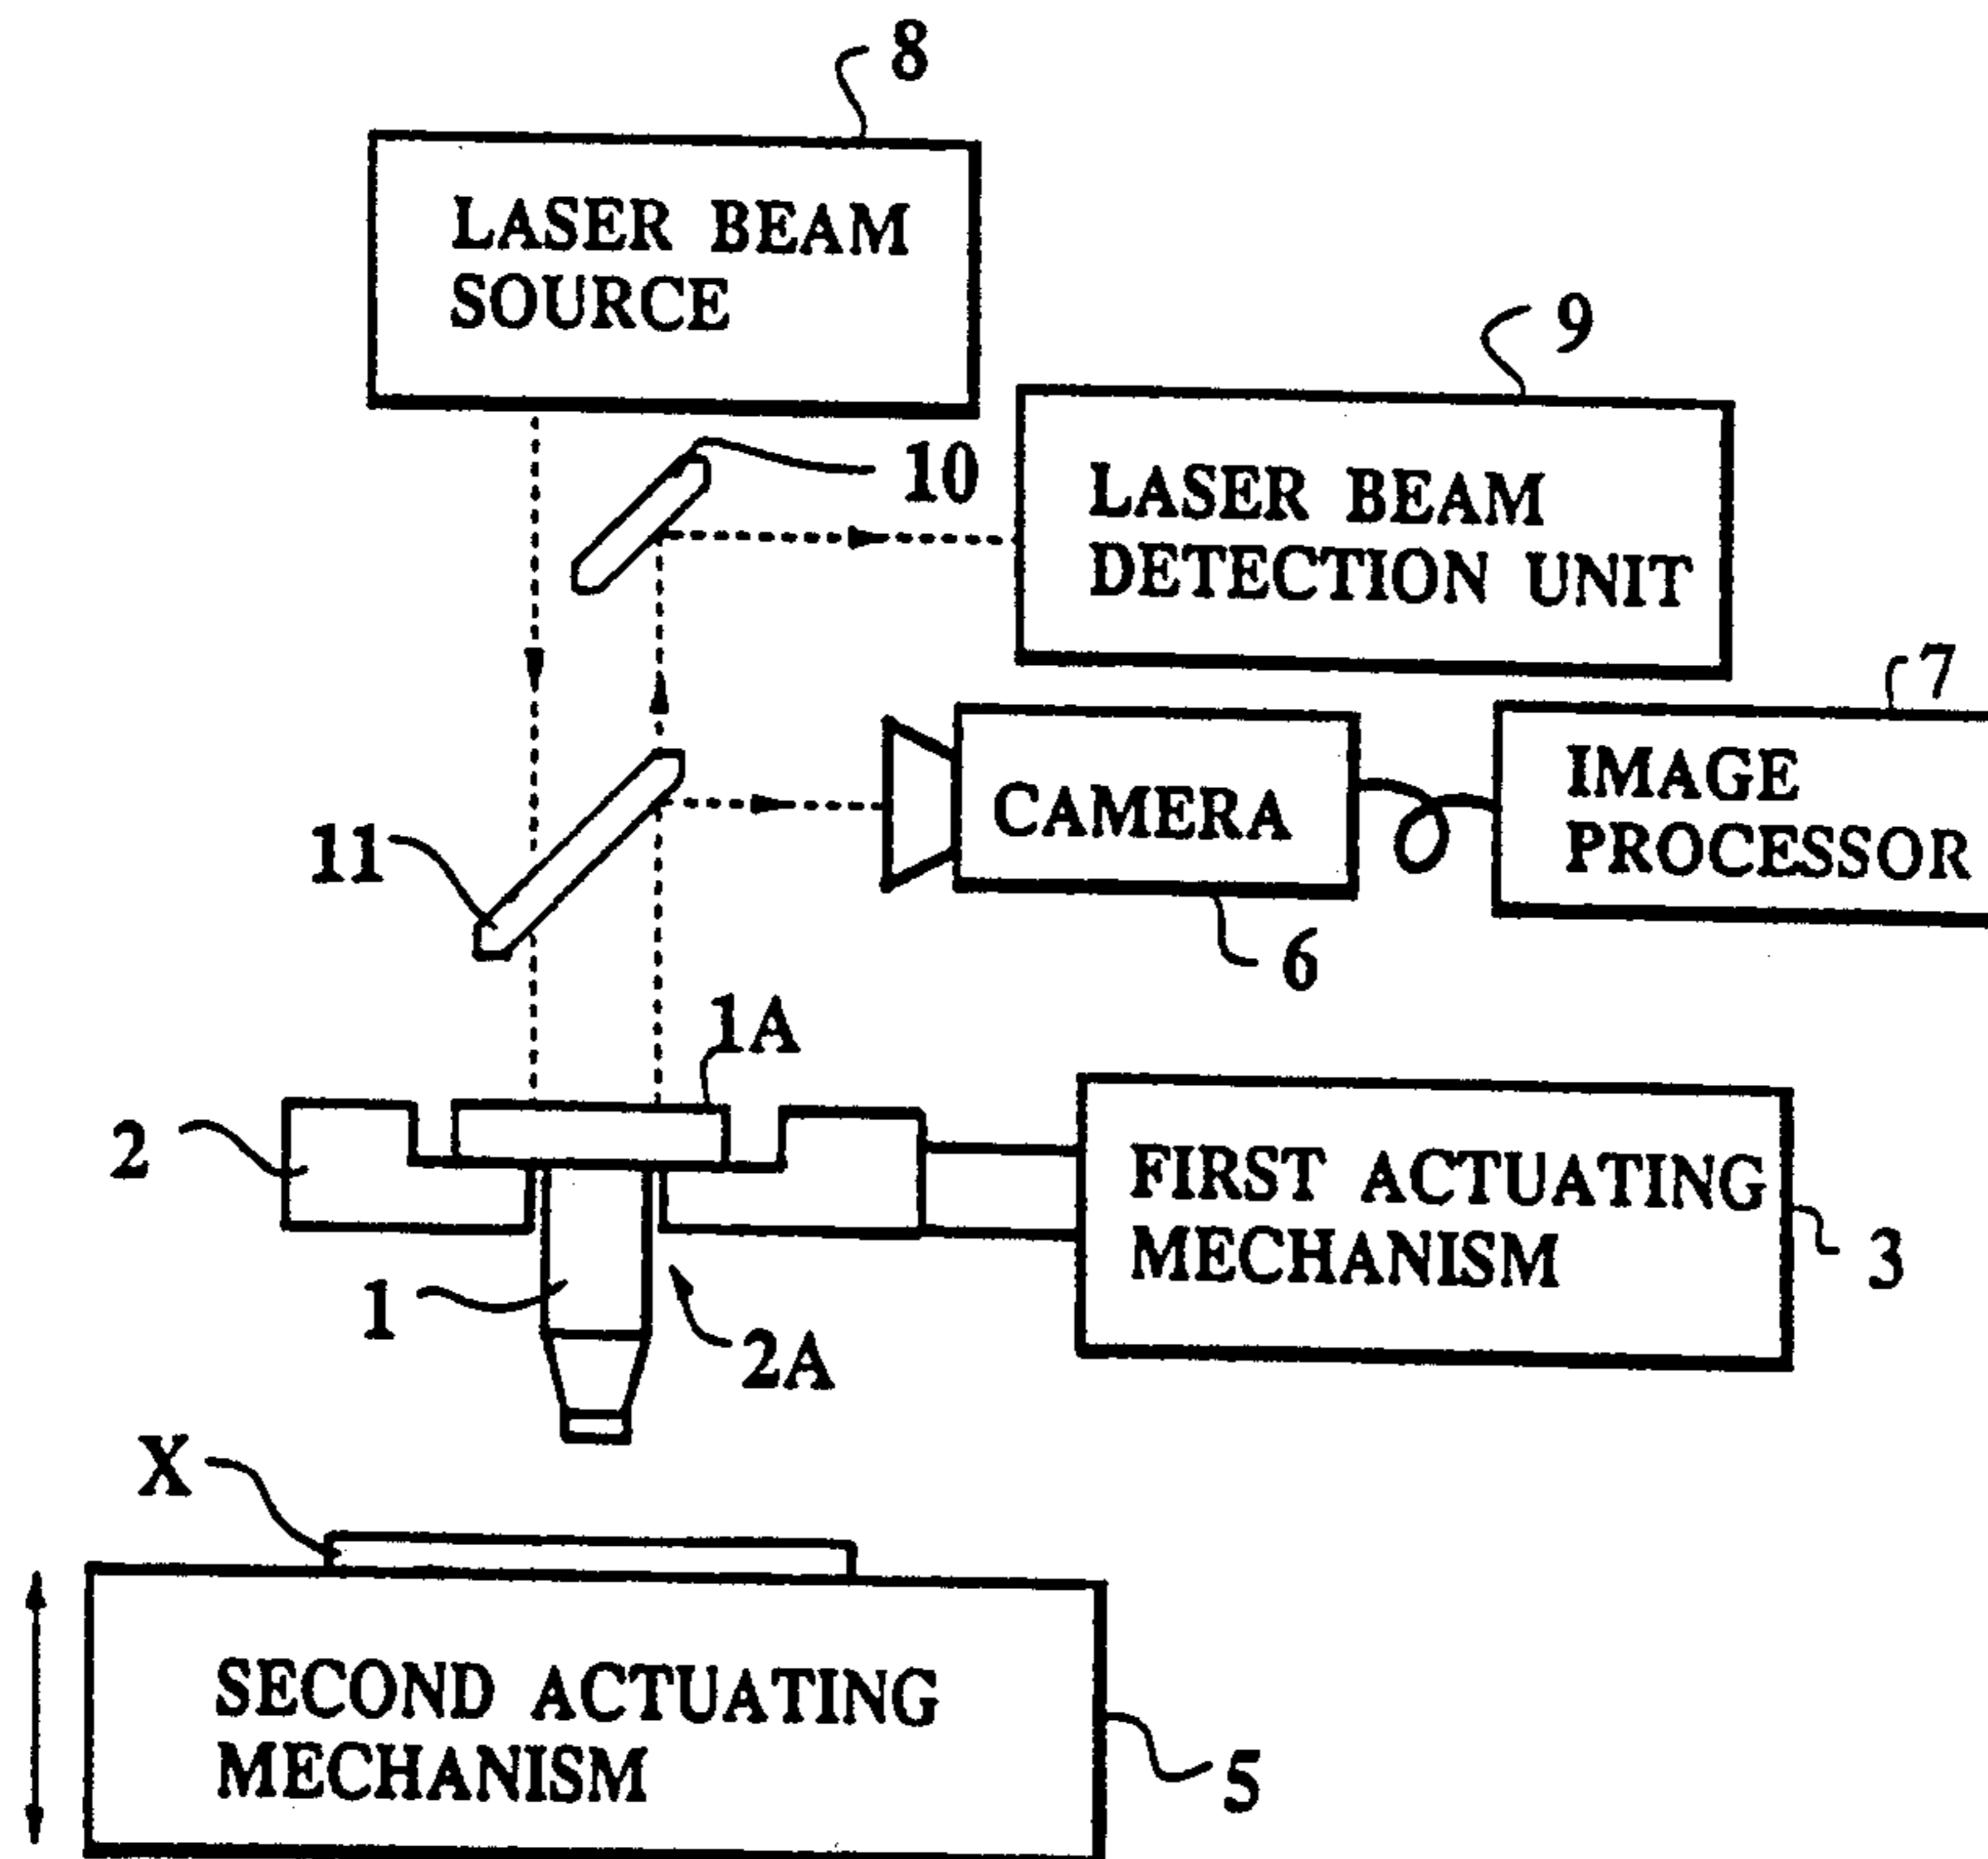 8
LASER BEAM
SOURCE
9
10
LASER BEAM
DETECTION UNIT
7
IMAGE
PROCESSOR
CAMERA
11
6
1A
2
FIRST ACTUATING
MECHANISM
3
1
2A
X
SECOND ACTUATING
MECHANISM
5